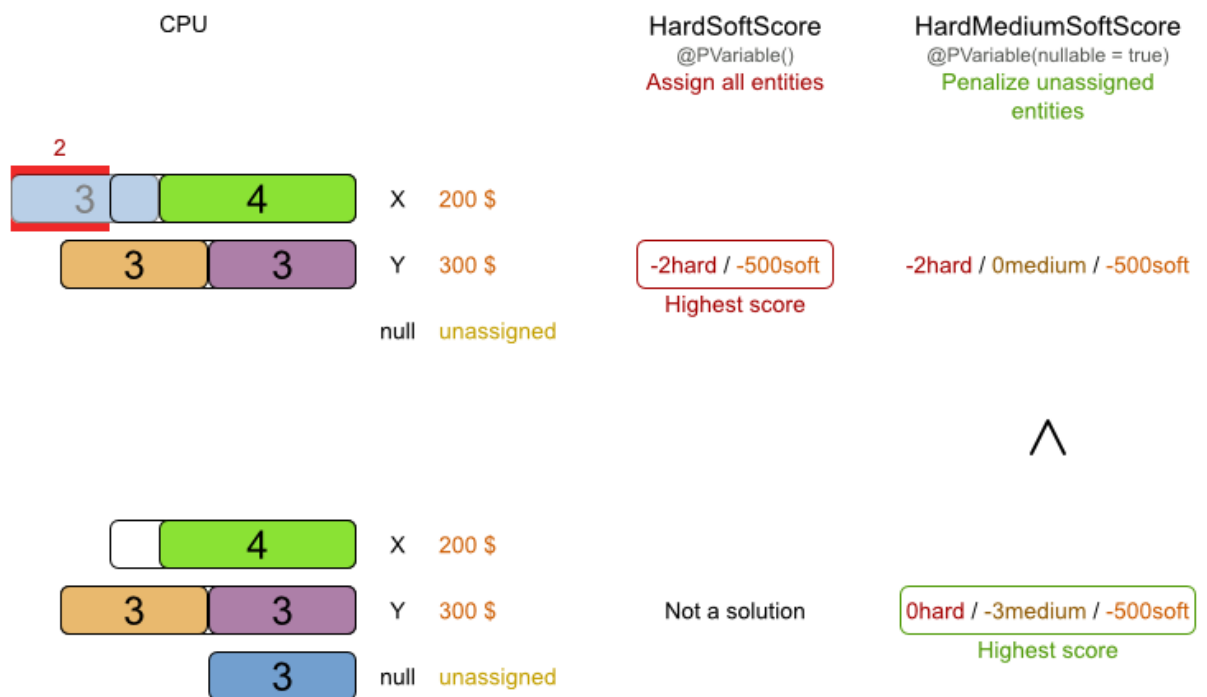 CPU
HardSoftScore
HardMediumSoftScore
@PVariable()
@PVariable(nullable = true)
Assign all entities
Penalize unassigned
entities
2
3 4 X 200 $
3 3 Y 300 $ -2hard / -500soft -2hard / 0medium / -500soft
Highest score
null unassigned
4 X 200 $
3 3 Y 300 $ Not a solution 0hard / -3medium / -500soft
Highest score
3 null unassigned